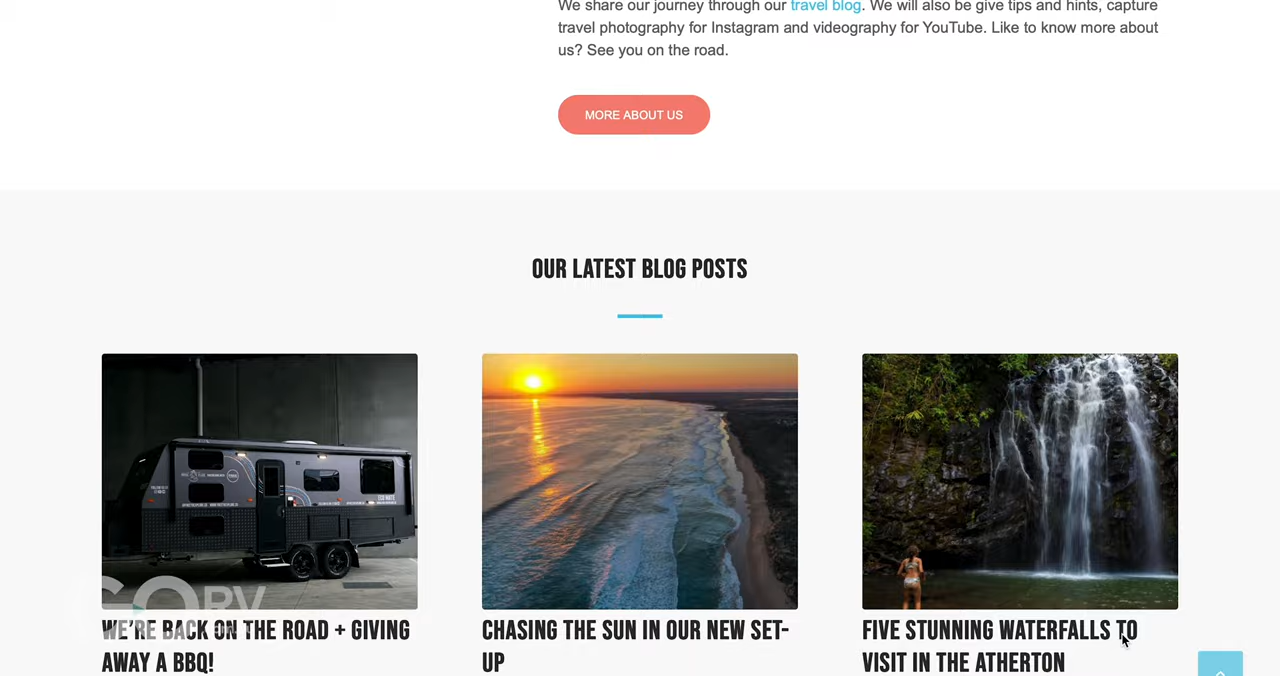 We share our journey through our travel blog. We will also be give tips and hints, capture
travel photography for Instagram and videography for YouTube. Like to know more about
us? See you on the road.
MORE ABOUT US
OUR LATEST BLOG POSTS
GO RV
WE'RE BACK ON THE ROAD + GIVING
AWAY A BBQ!
CHASING THE SUN IN OUR NEW SET-
UP
FIVE STUNNING WATERFALLS TO
VISIT IN THE ATHERTON